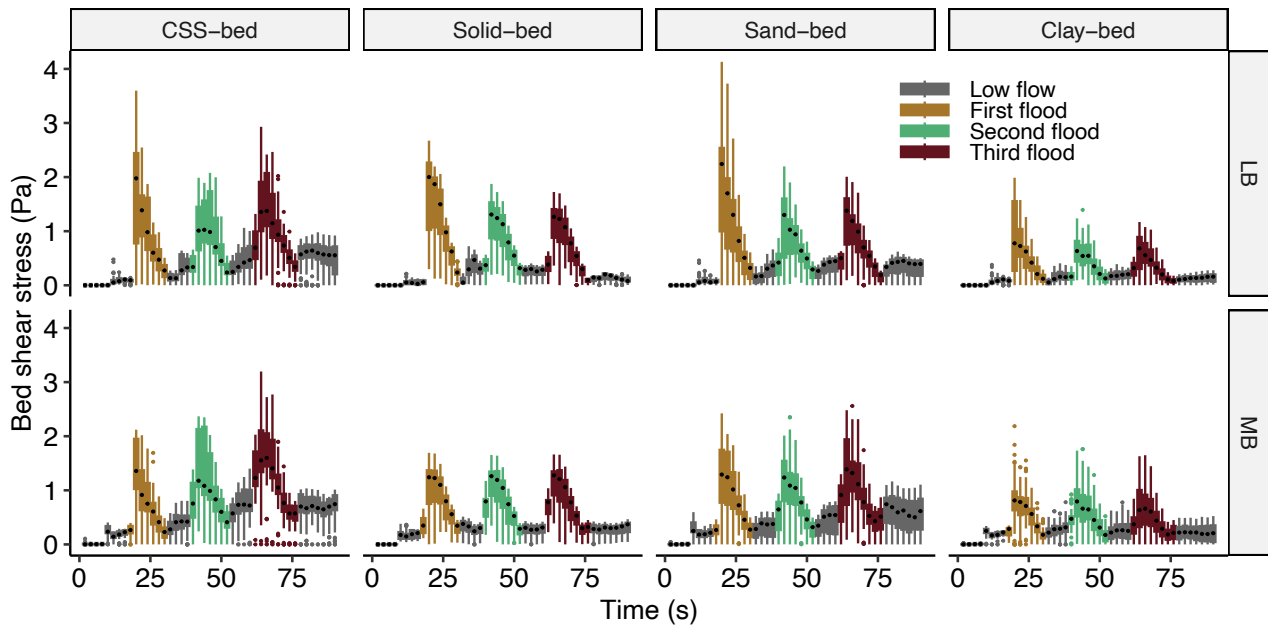 CSS−bed Solid−bed Sand−bed Clay−bed
Low flow
First flood
Second flood
Third flood
LB
MB
Bed shear stress (Pa)
4
3
2
1
0
4
3
2
1
0
0 25 50 75 0 25 50 75 0 25 50 75 0 25 50 75
Time (s)